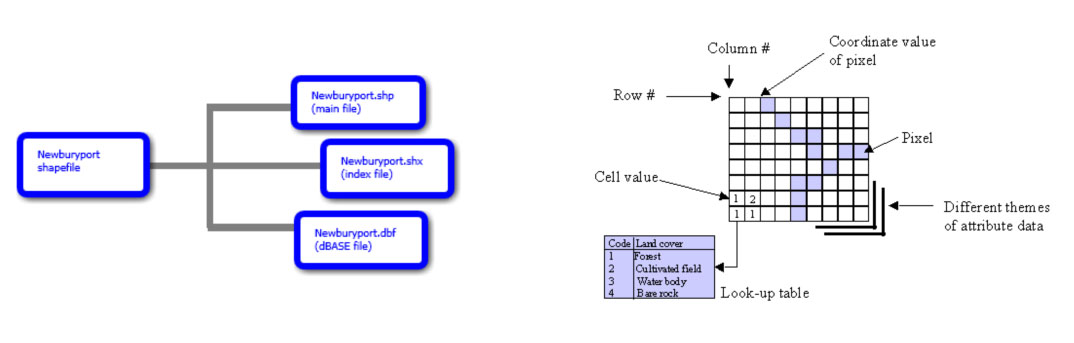 Newburyport
shapefile
Newburyport.shp
(main file)
Newburyport.shx
(index file)
Newburyport.dbf
(dBASE file)
Column #
Coordinate value
of pixel
Row #
Pixel
Cell value
1 2
1 1
Different themes
of attribute data
Code Land cover
1 Forest
2 Cultivated field
3 Water body
4 Bare rock
Look-up table